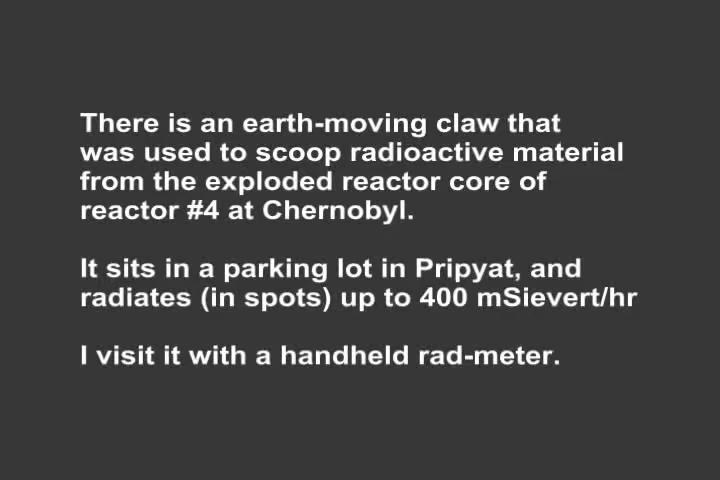 There is an earth-moving claw that
was used to scoop radioactive material
from the exploded reactor core of
reactor #4 at Chernobyl.
It sits in a parking lot in Pripyat, and
radiates (in spots) up to 400 mSievert/hr
I visit it with a handheld rad-meter.